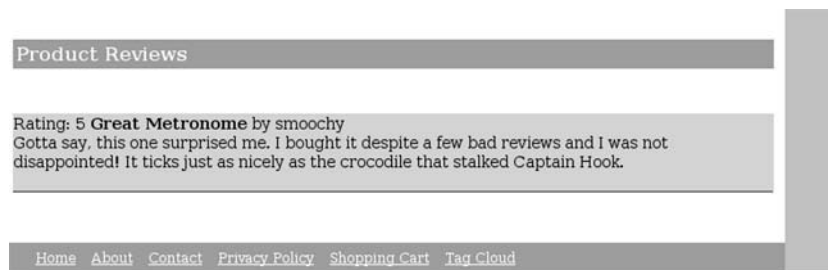 Product Reviews
Rating: 5 Great Metronome by smoochy
Gotta say, this one surprised me. I bought it despite a few bad reviews and I was not
disappointed! It ticks just as nicely as the crocodile that stalked Captain Hook.
Home About Contact Privacy Policy Shopping Cart Tag Cloud